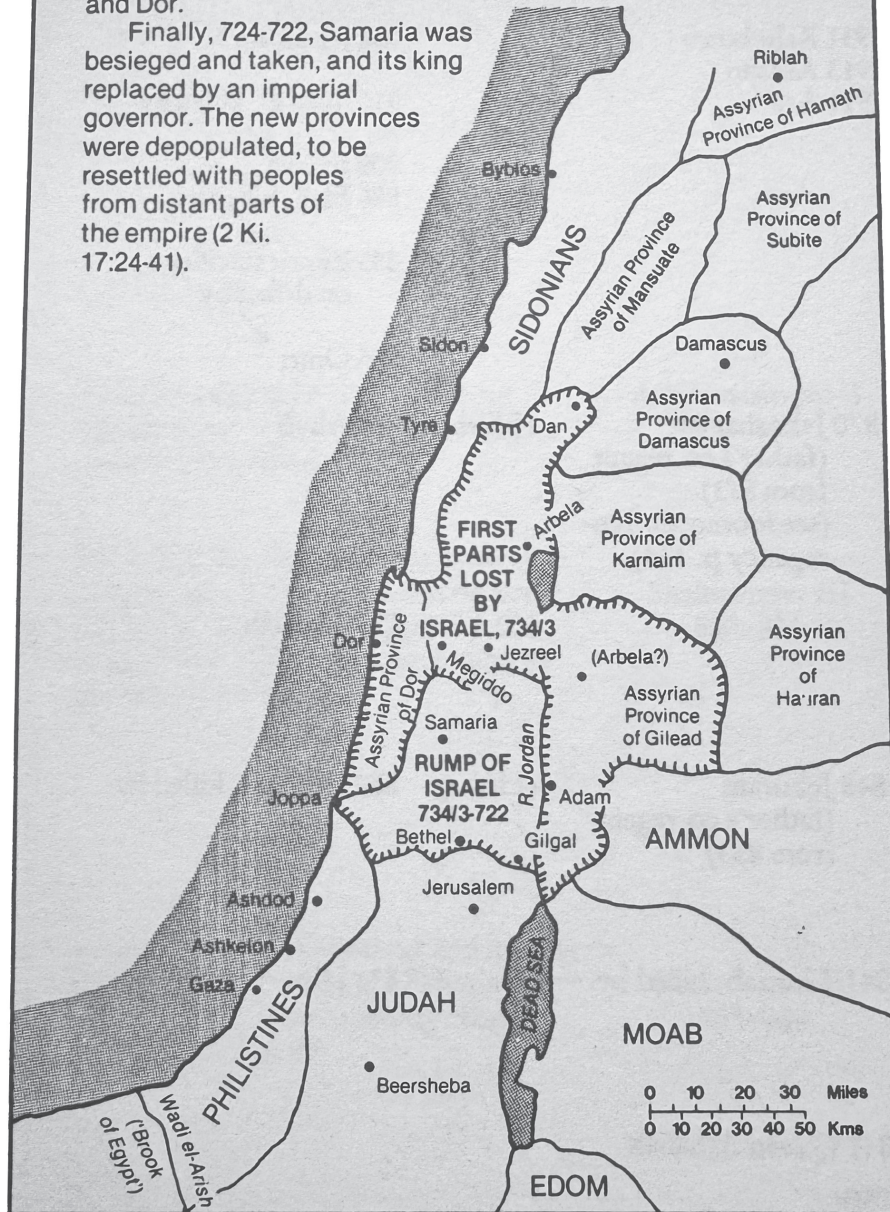 and Dor.
Finally, 724-722, Samaria was
besieged and taken, and its king
replaced by an imperial
governor. The new provinces
were depopulated, to be
resettled with peoples
from distant parts of
the empire (2 Ki.
17:24-41).
Riblah
Assyrian
Province of Hamath
Byblos
Assyrian
Province of
Subite
SIDONIANS
Assyrian Province
of Mansuate
Sidon
Damascus
Assyrian
Province of
Damascus
Tyre
Dan
Arbela
Assyrian
Province of
Karnaim
FIRST
PARTS
LOST
BY
ISRAEL, 734/3
Dor
Assyrian Province
of Dor
Megiddo
Jezreel
(Arbela?)
Assyrian
Province
of
Hauran
Assyrian
Province
of Gilead
Samaria
RUMP OF
ISRAEL
734/3-722
R. Jordan
Joppa
Adam
Bethel
Gilgal
AMMON
Jerusalem
Ashdod
Ashkelon
Gaza
PHILISTINES
JUDAH
DEAD SEA
MOAB
Beersheba
0 10 20 30 Miles
0 10 20 30 40 50 Kms
Wadi el-Arish
('Brook
of Egypt')
EDOM